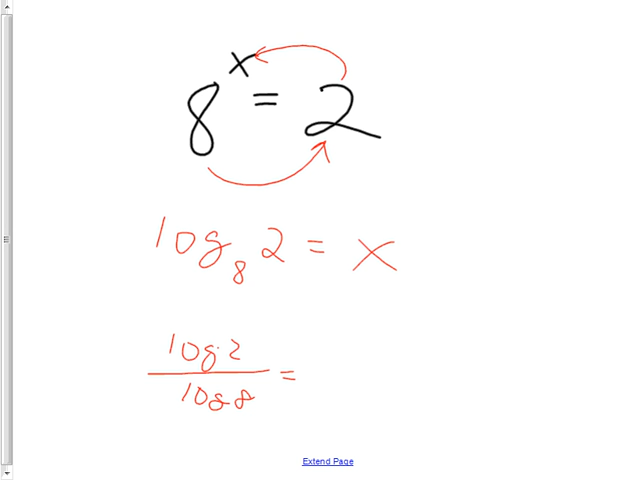 8^x = 2
log_8 2 = x
log 2
log 8 =
Extend Page